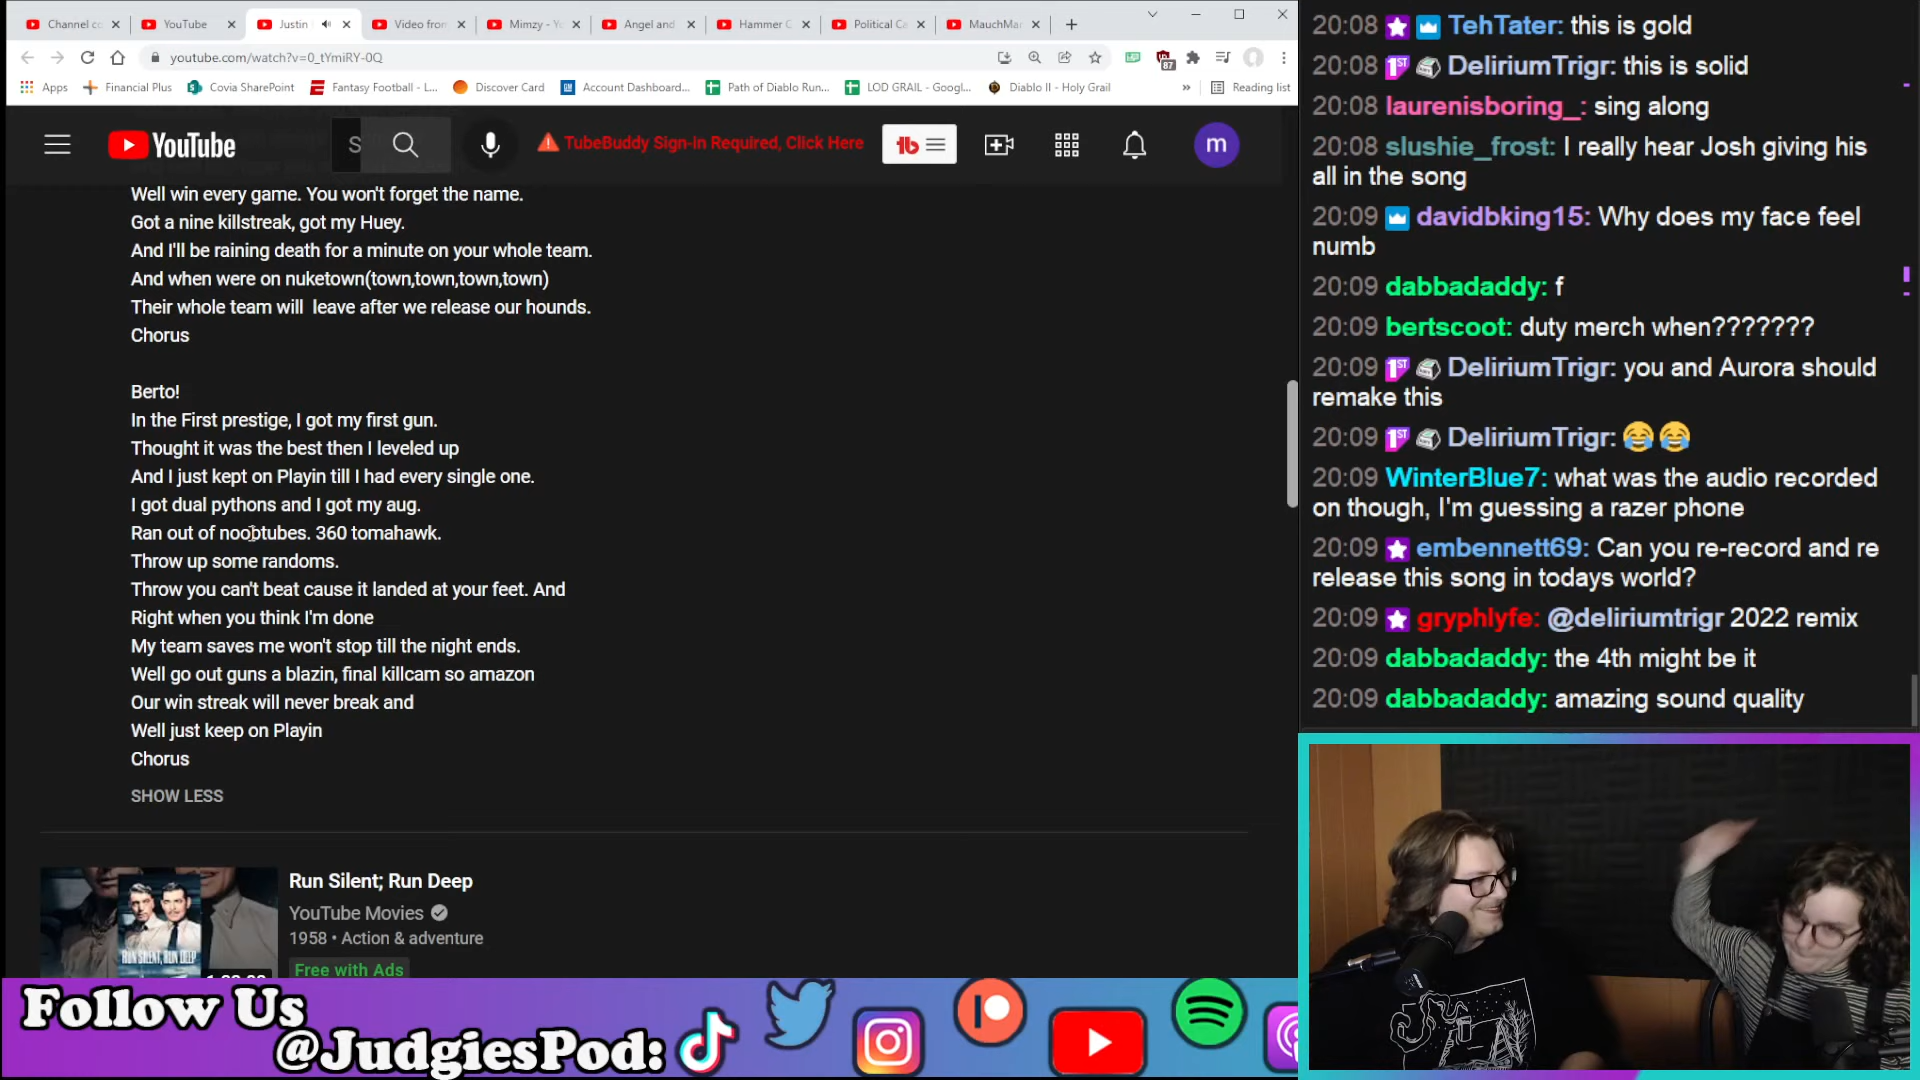 Channel co
YouTube
Justin
Video from
Mimzy - Yo
Angel and
Hammer C
Political Ca
MauchMar
youtube.com/watch?v=0_tYmiRY-0Q
87
Apps
Financial Plus
Covia SharePoint
Fantasy Football - L...
Discover Card
Account Dashboard...
Path of Diablo Run...
LOD GRAIL - Googl...
Diablo II - Holy Grail
»
Reading list
YouTube
S
TubeBuddy Sign-In Required, Click Here
tb
m
Well win every game. You won't forget the name.
Got a nine killstreak, got my Huey.
And I'll be raining death for a minute on your whole team.
And when were on nuketown(town,town,town,town)
Their whole team will  leave after we release our hounds.
Chorus
Berto!
In the First prestige, I got my first gun.
Thought it was the best then I leveled up
And I just kept on Playin till I had every single one.
I got dual pythons and I got my aug.
Ran out of noobtubes. 360 tomahawk.
Throw up some randoms.
Throw you can't beat cause it landed at your feet. And
Right when you think I'm done
My team saves me won't stop till the night ends.
Well go out guns a blazin, final killcam so amazon
Our win streak will never break and
Well just keep on Playin
Chorus
SHOW LESS
RUN SILENT, RUN DEEP
Run Silent; Run Deep
YouTube Movies
1958 • Action & adventure
Free with Ads
20:08 TehTater: this is gold
20:08 1ST DeliriumTrigr: this is solid
20:08 laurenisboring_: sing along
20:08 slushie_frost: I really hear Josh giving his
all in the song
20:09 davidbking15: Why does my face feel
numb
20:09 dabbadaddy: f
20:09 bertscoot: duty merch when???????
20:09 1ST DeliriumTrigr: you and Aurora should
remake this
20:09 1ST DeliriumTrigr: 😂 😂
20:09 WinterBlue7: what was the audio recorded
on though, I'm guessing a razer phone
20:09 embennett69: Can you re-record and re
release this song in todays world?
20:09 gryphlyfe: @deliriumtrigr 2022 remix
20:09 dabbadaddy: the 4th might be it
20:09 dabbadaddy: amazing sound quality
Follow Us
@JudgiesPod: